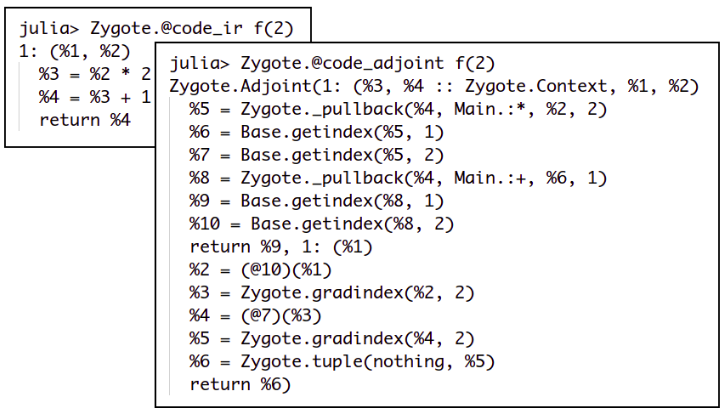 julia> Zygote.@code_ir f(2)
1: (%1, %2)
%3 = %2 * 2
%4 = %3 + 1
return %4
julia> Zygote.@code_adjoint f(2)
Zygote.Adjoint(1: (%3, %4 :: Zygote.Context, %1, %2)
%5 = Zygote._pullback(%4, Main.:*, %2, 2)
%6 = Base.getindex(%5, 1)
%7 = Base.getindex(%5, 2)
%8 = Zygote._pullback(%4, Main.:+, %6, 1)
%9 = Base.getindex(%8, 1)
%10 = Base.getindex(%8, 2)
return %9, 1: (%1)
%2 = (@10)(%1)
%3 = Zygote.gradindex(%2, 2)
%4 = (@7)(%3)
%5 = Zygote.gradindex(%4, 2)
%6 = Zygote.tuple(nothing, %5)
return %6)